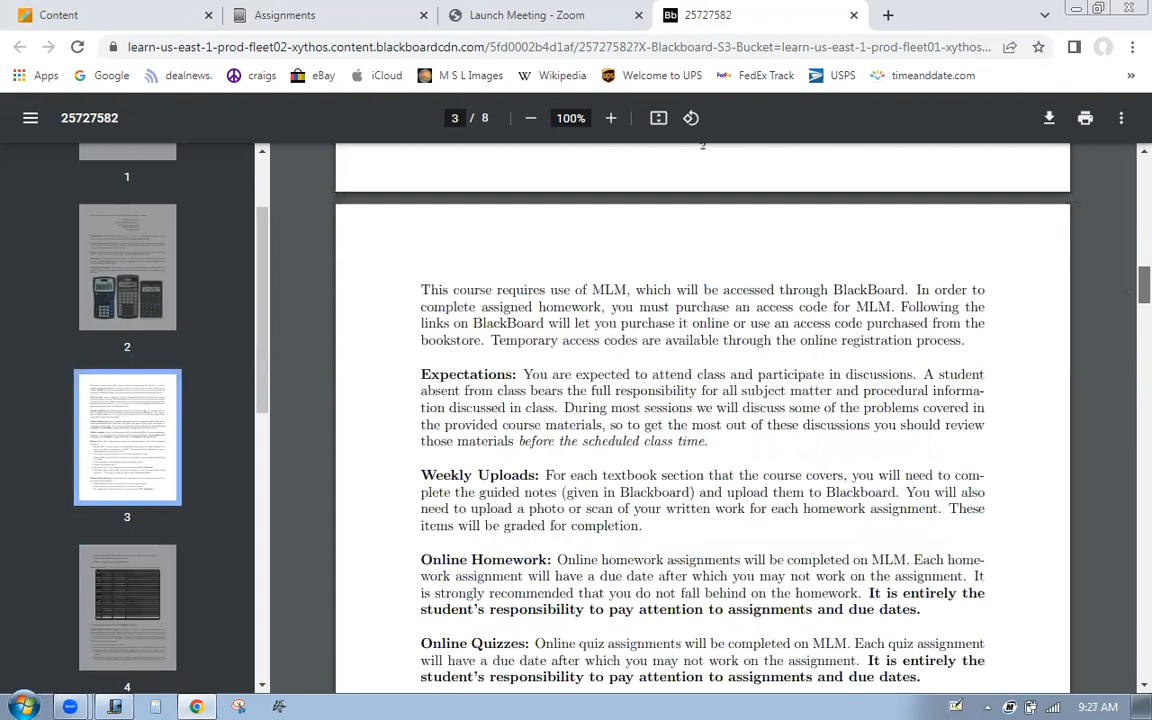 Content
Assignments
Launch Meeting - Zoom
Bb 25727582
learn-us-east-1-prod-fleet02-xythos.content.blackboardcdn.com/5fd0002b4d1af/25727582?X-Blackboard-S3-Bucket=learn-us-east-1-prod-fleet01-xythos...
Apps Google dealnews. craigs eBay iCloud M S L Images W Wikipedia Welcome to UPS FedEx Track USPS timeanddate.com »
25727582
3 / 8
100%
1
2
3
4
2
This course requires use of MLM, which will be accessed through BlackBoard. In order to
complete assigned homework, you must purchase an access code for MLM. Following the
links on BlackBoard will let you purchase it online or use an access code purchased from the
bookstore. Temporary access codes are available through the online registration process.
Expectations: You are expected to attend class and participate in discussions. A student
absent from class bears the full responsibility for all subject matter and procedural informa-
tion discussed in class. During most sessions we will discuss some of the problems covered in
the provided course materials, so to get the most out of these discussions you should review
those materials before the scheduled class time.
Weekly Uploads: For each textbook section that the course covers, you will need to com-
plete the guided notes (given in Blackboard) and upload them to Blackboard. You will also
need to upload a photo or scan of your written work for each homework assignment. These
items will be graded for completion.
Online Homework: Online homework assignments will be completed on MLM. Each home-
work assignment will have a due date after which you may not work on the assignment. It
is strongly recommended that you do not fall behind on the homework. It is entirely the
student's responsibility to pay attention to assignments and due dates.
Online Quizzes: Online quiz assignments will be completed on MLM. Each quiz assignment
will have a due date after which you may not work on the assignment. It is entirely the
student's responsibility to pay attention to assignments and due dates.
9:27 AM